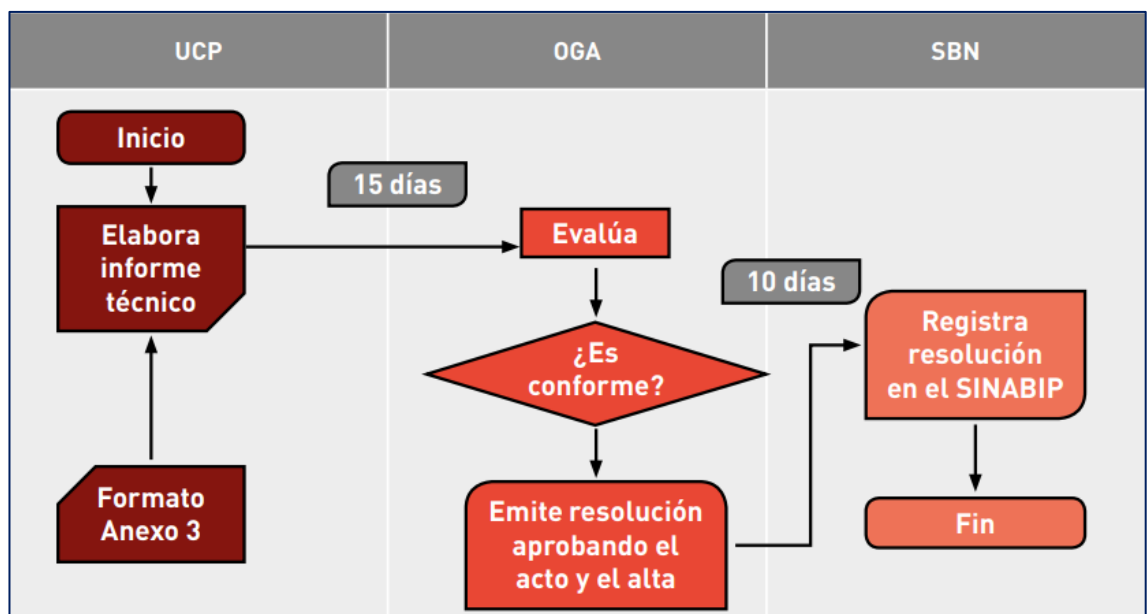 UCP
OGA
SBN
Inicio
15 días
Elabora
informe
técnico
Evalúa
10 días
¿Es
conforme?
Registra
resolución
en el SINABIP
Formato
Anexo 3
Emite resolución
aprobando el
acto y el alta
Fin